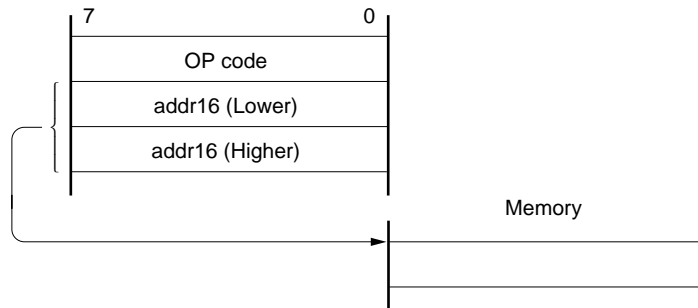 7 0
OP code
addr16 (Lower)
addr16 (Higher)
Memory